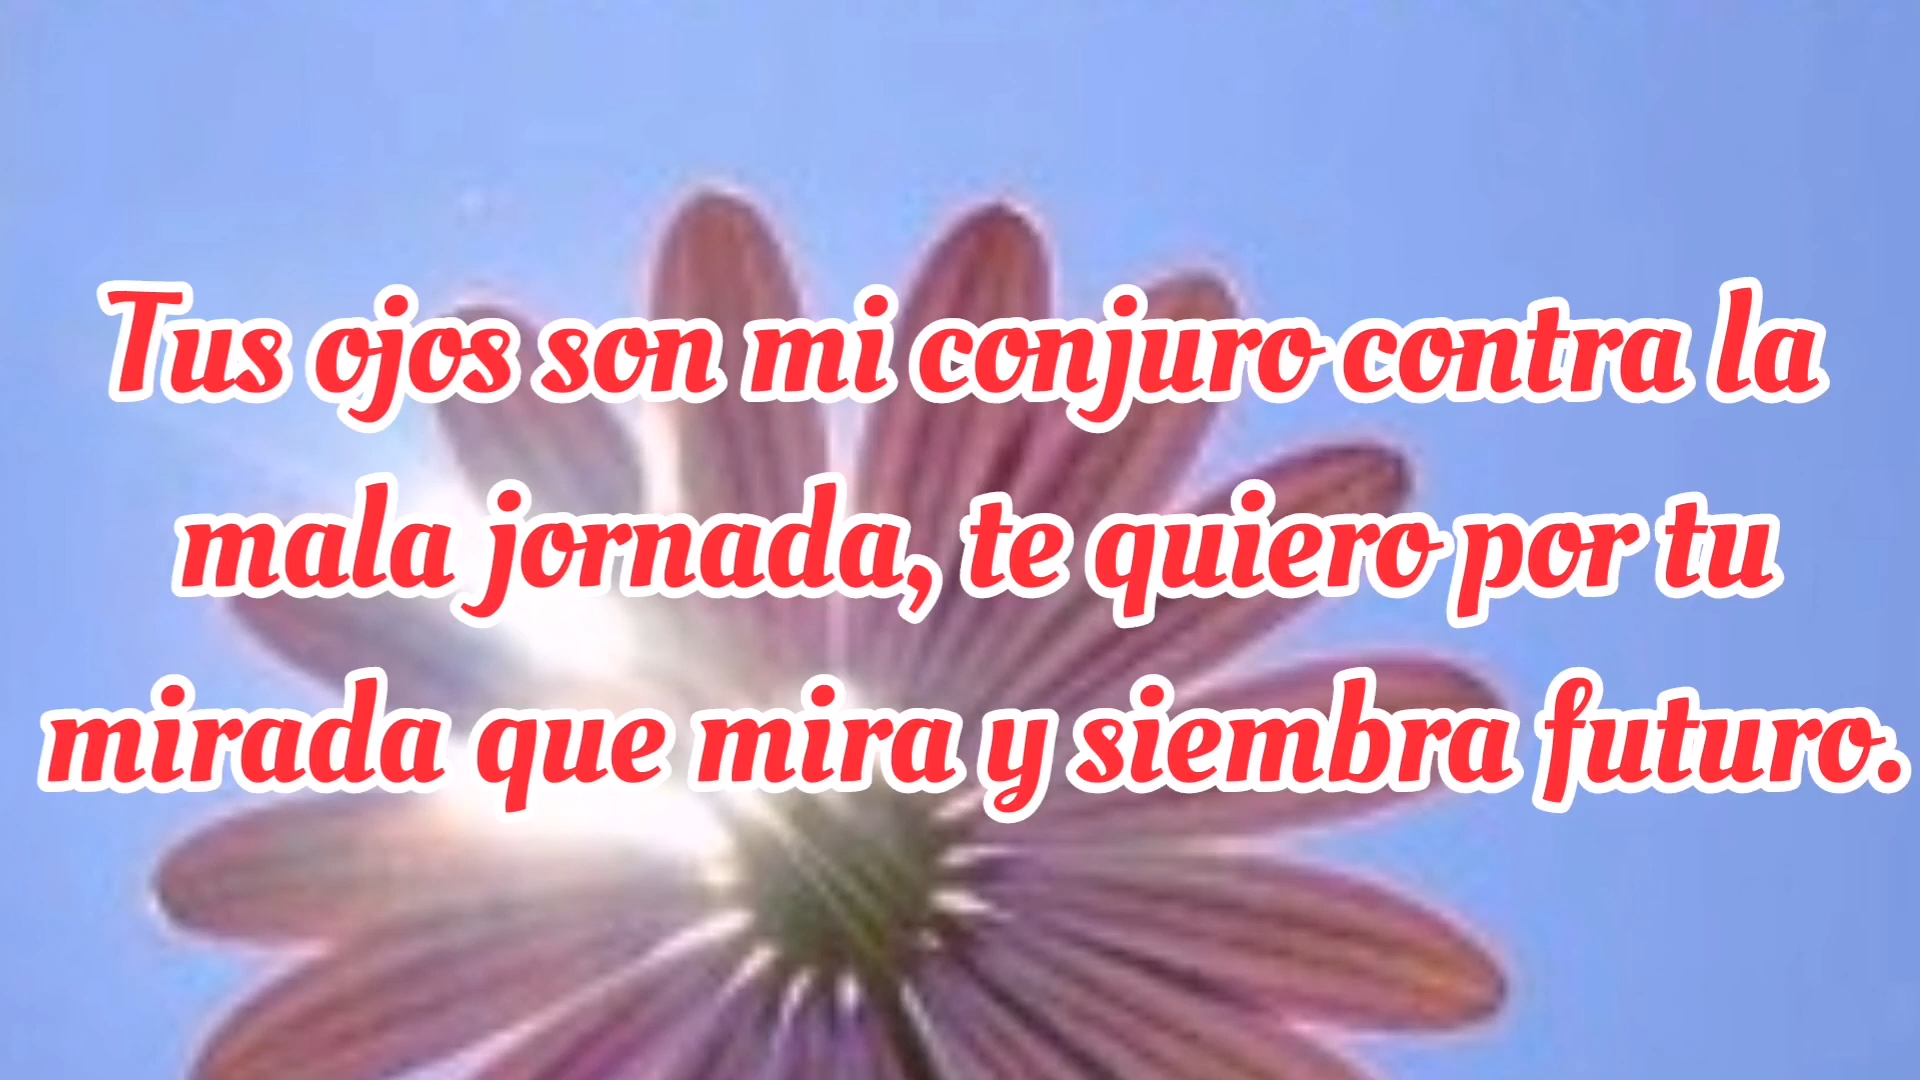 Tus ojos son mi conjuro contra la
mala jornada, te quiero por tu
mirada que mira y siembra futuro.